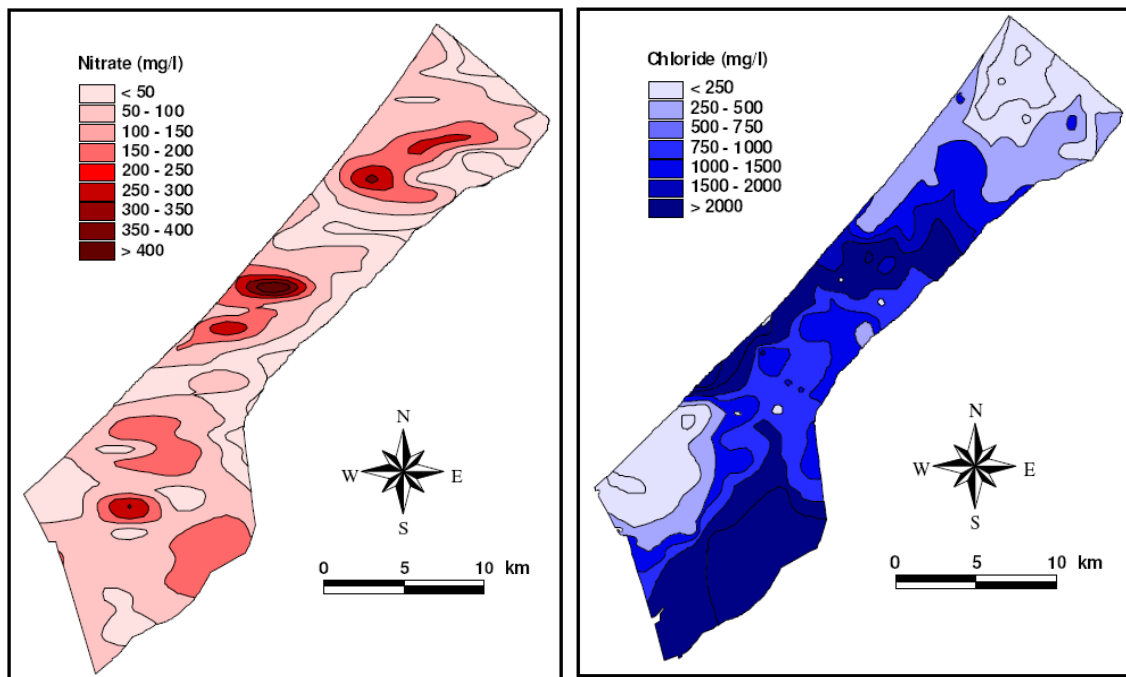 Nitrate (mg/l)
< 50
50 - 100
100 - 150
150 - 200
200 - 250
250 - 300
300 - 350
350 - 400
> 400
N
W E
S
0 5 10 km
Chloride (mg/l)
< 250
250 - 500
500 - 750
750 - 1000
1000 - 1500
1500 - 2000
> 2000
N
W E
S
0 5 10 km